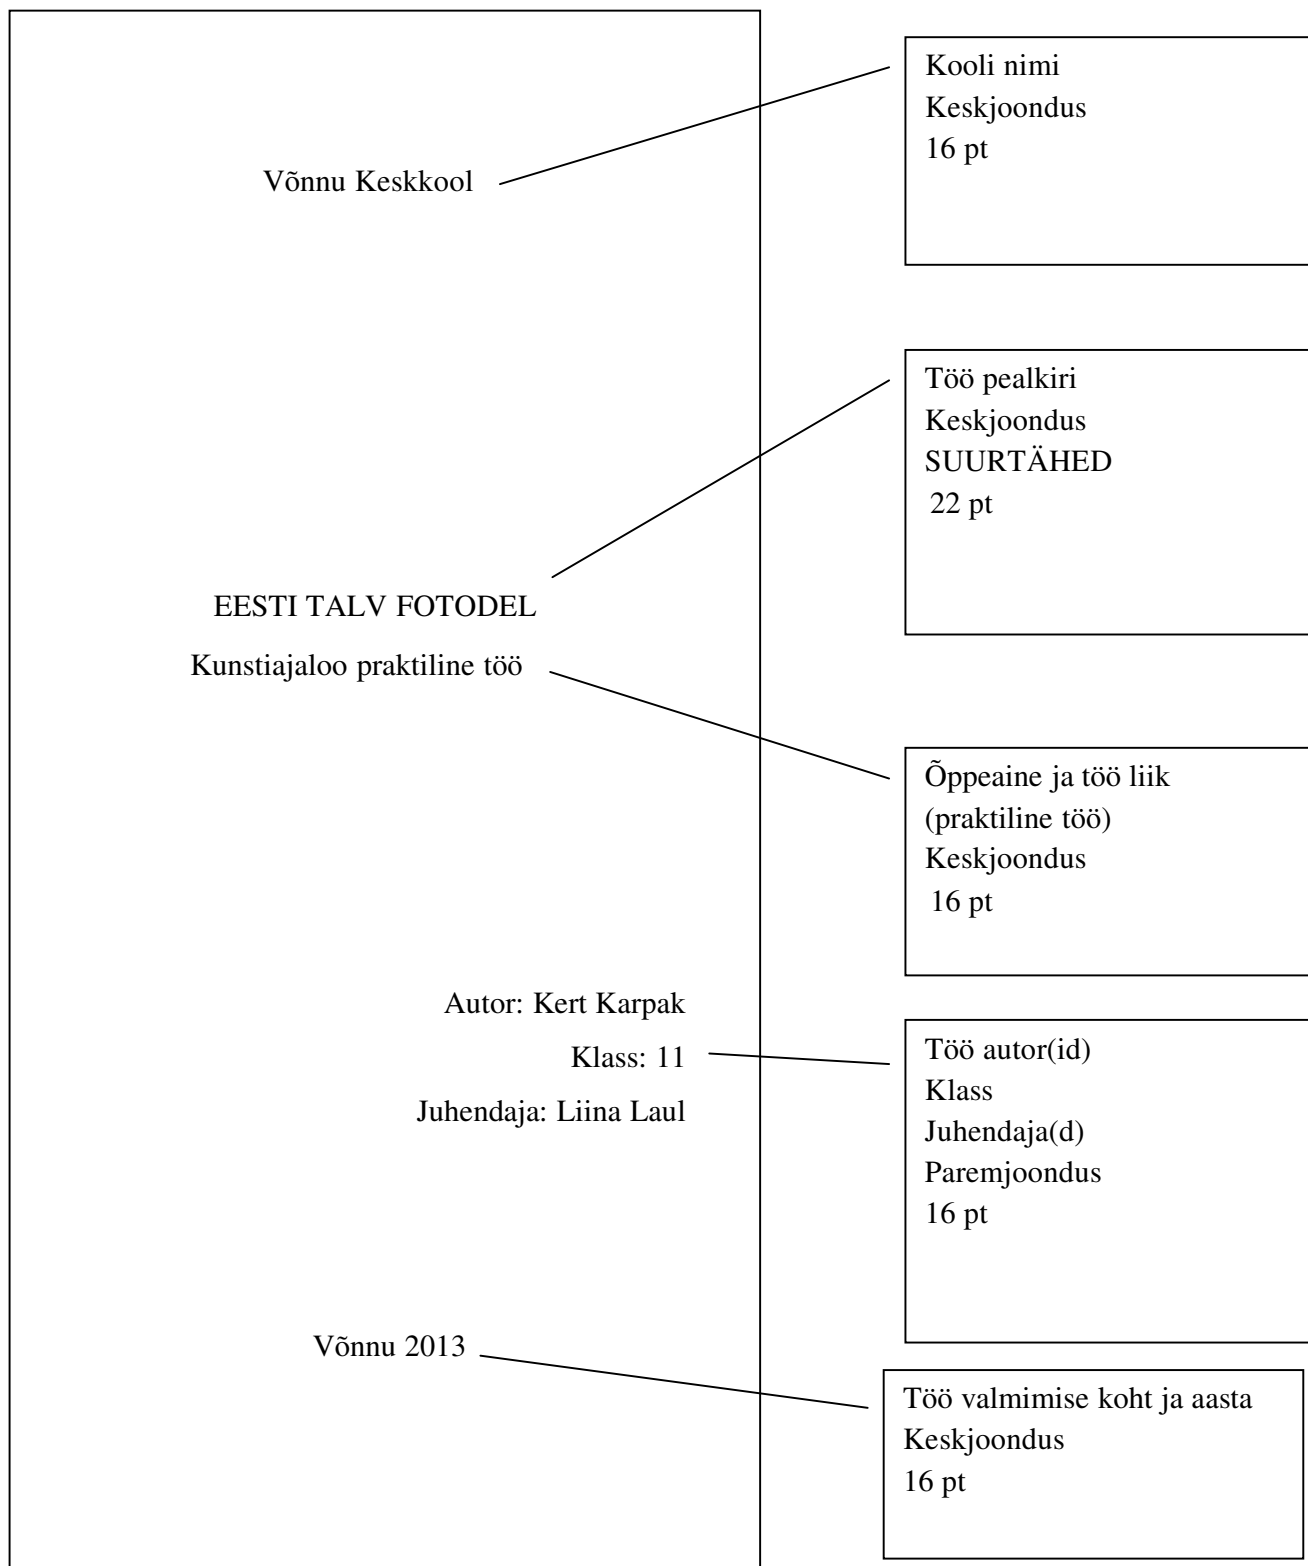 Võnnu Keskkool
Kooli nimi
Keskjoondus
16 pt
EESTI TALV FOTODEL
Töö pealkiri
Keskjoondus
SUURTÄHED
22 pt
Kunstiajaloo praktiline töö
Õppeaine ja töö liik
(praktiline töö)
Keskjoondus
16 pt
Autor: Kert Karpak
Klass: 11
Juhendaja: Liina Laul
Töö autor(id)
Klass
Juhendaja(d)
Paremjoondus
16 pt
Võnnu 2013
Töö valmimise koht ja aasta
Keskjoondus
16 pt